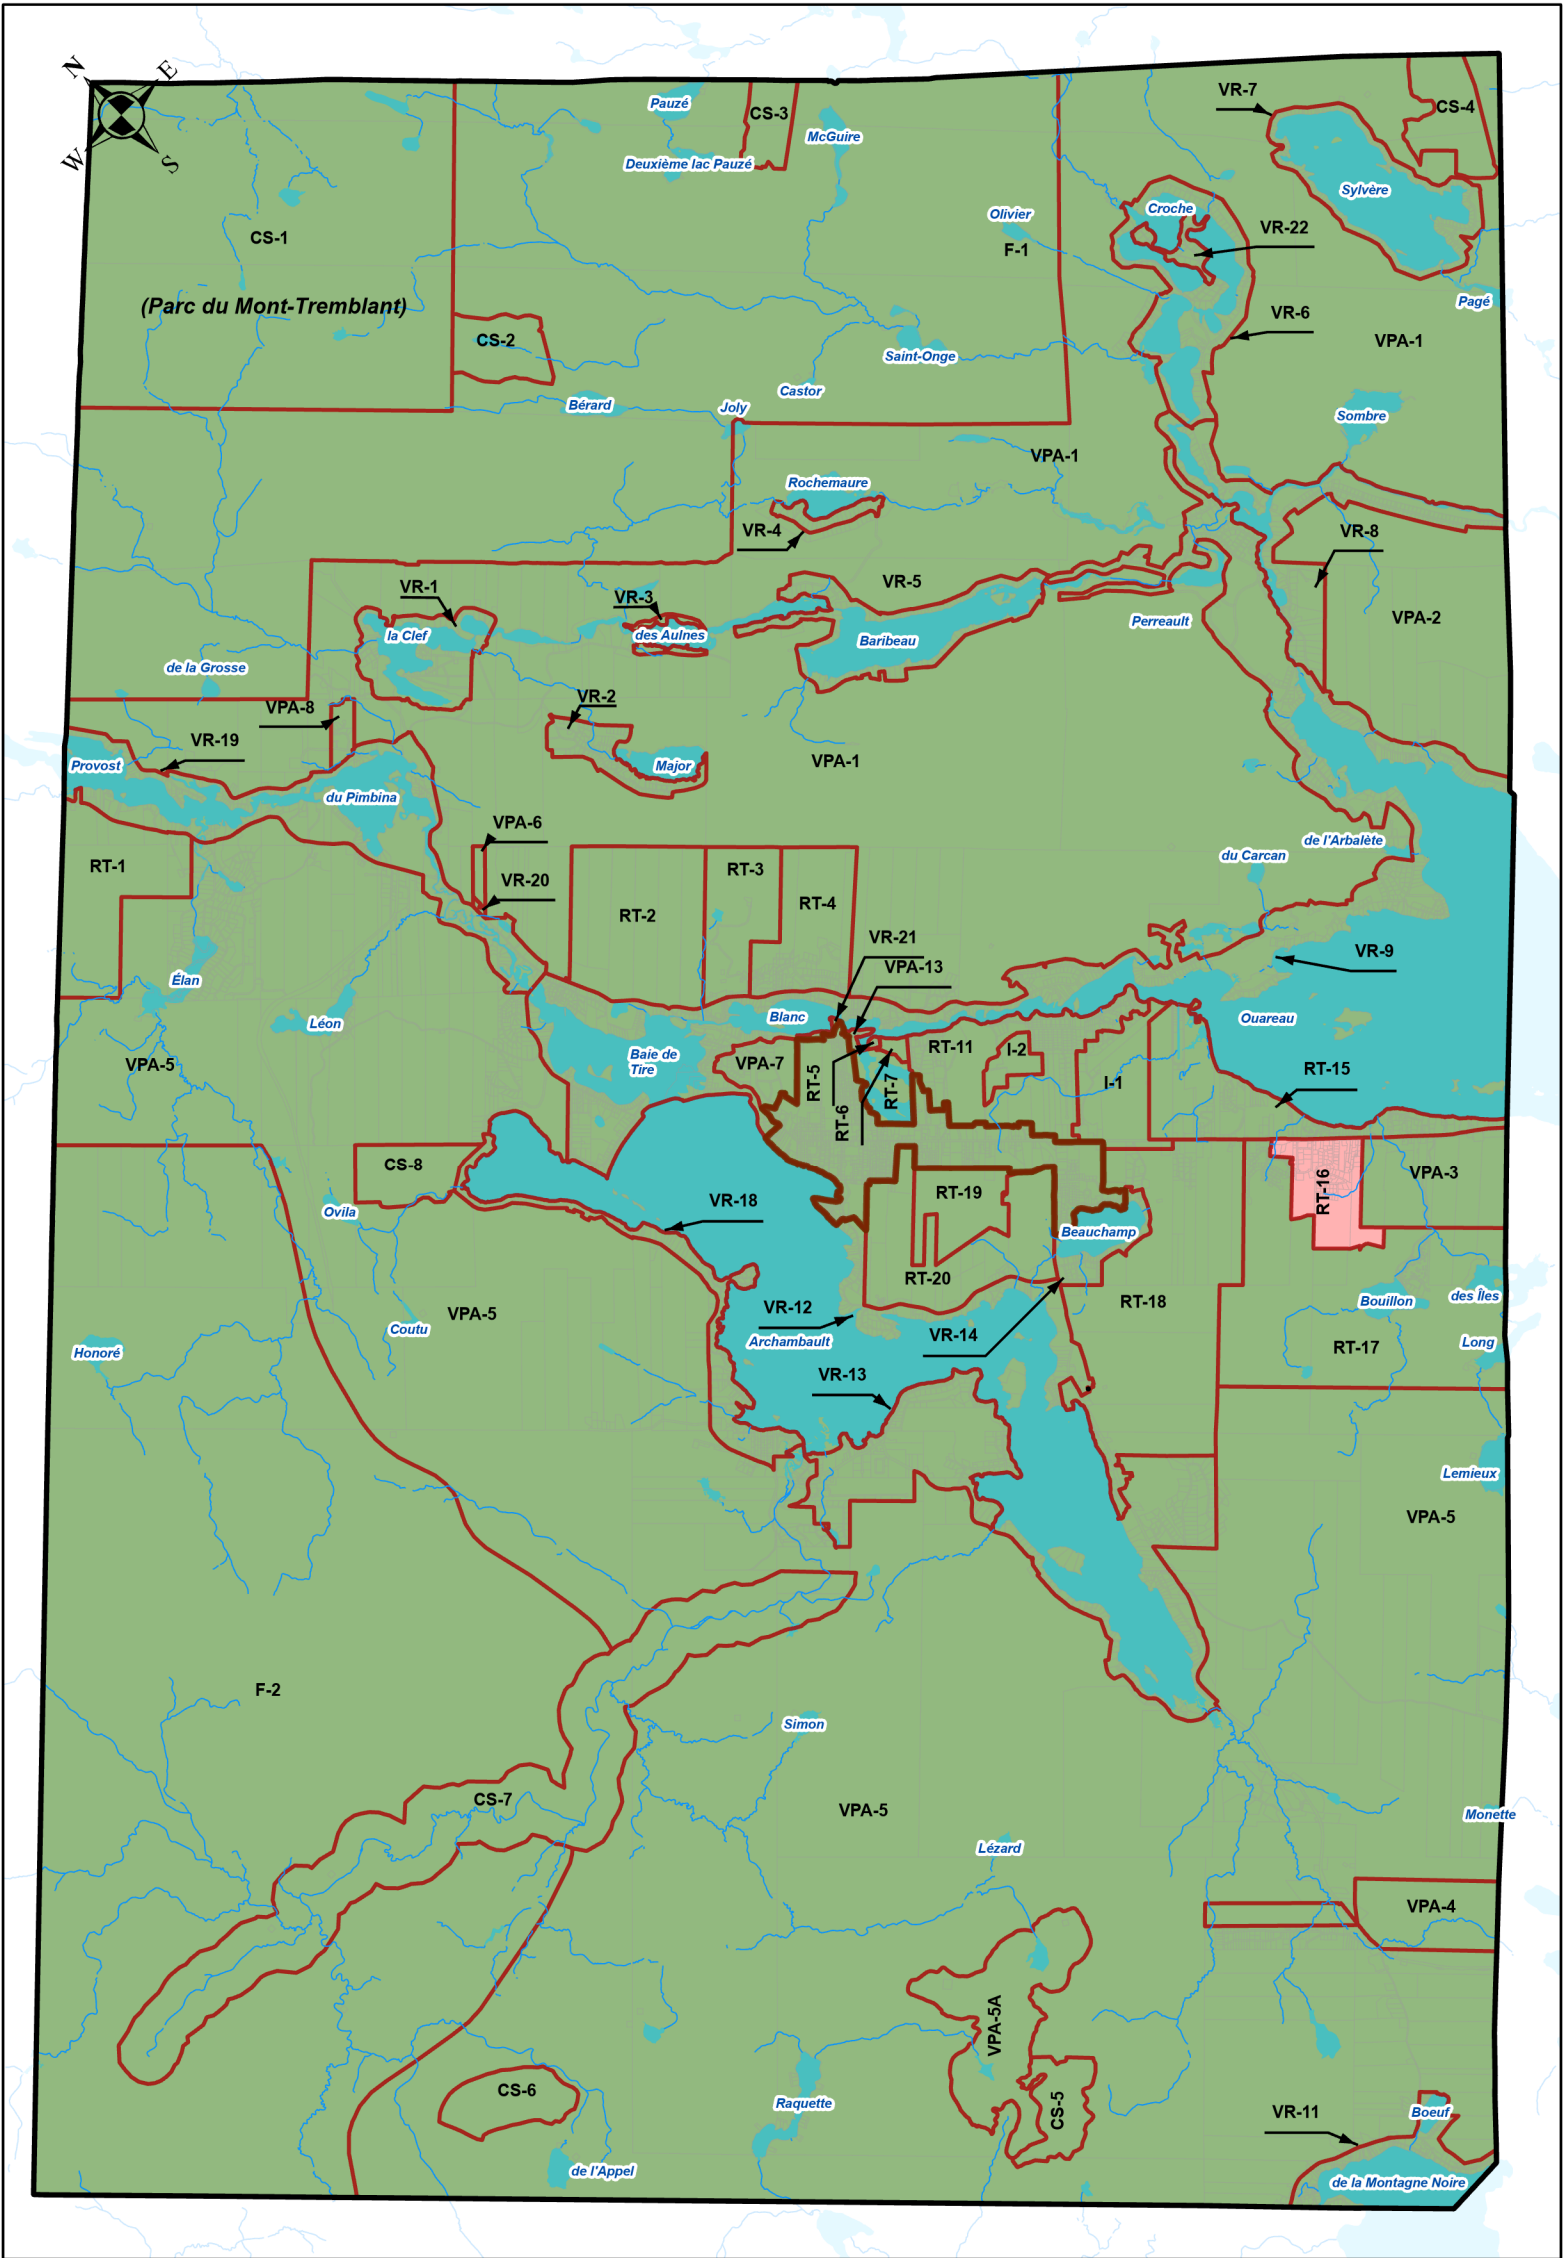 N
E
W
S
Pauzé
CS-3
McGuire
Deuxième lac Pauzé
VR-7
CS-4
Sylvère
Croche
Olivier
VR-22
F-1
CS-1
(Parc du Mont-Tremblant)
CS-2
Pagé
VR-6
VPA-1
Saint-Onge
Castor
Bérard
Joly
Sombre
VPA-1
Rochemaure
VR-4
VR-8
VR-5
VR-1
VR-3
la Clef
des Aulnes
Baribeau
Perreault
VPA-2
de la Grosse
VR-2
VPA-8
VR-19
Provost
Major
VPA-1
du Pimbina
VPA-6
de l'Arbalète
du Carcan
RT-1
RT-3
VR-20
RT-4
RT-2
VR-21
VR-9
VPA-13
Élan
Léon
Blanc
Ouareau
RT-11
I-2
Baie de
Tire
VPA-7
VPA-5
RT-5
RT-6
RT-7
I-1
RT-15
CS-8
VPA-3
RT-16
RT-19
VR-18
Ovila
Beauchamp
RT-20
VR-12
RT-18
Bouillon
des Îles
VPA-5
Coutu
Archambault
VR-14
Long
RT-17
Honoré
VR-13
Lemieux
VPA-5
F-2
Simon
CS-7
VPA-5
Monette
Lézard
VPA-4
VPA-5A
CS-6
CS-5
Raquette
VR-11
Boeuf
de l'Appel
de la Montagne Noire